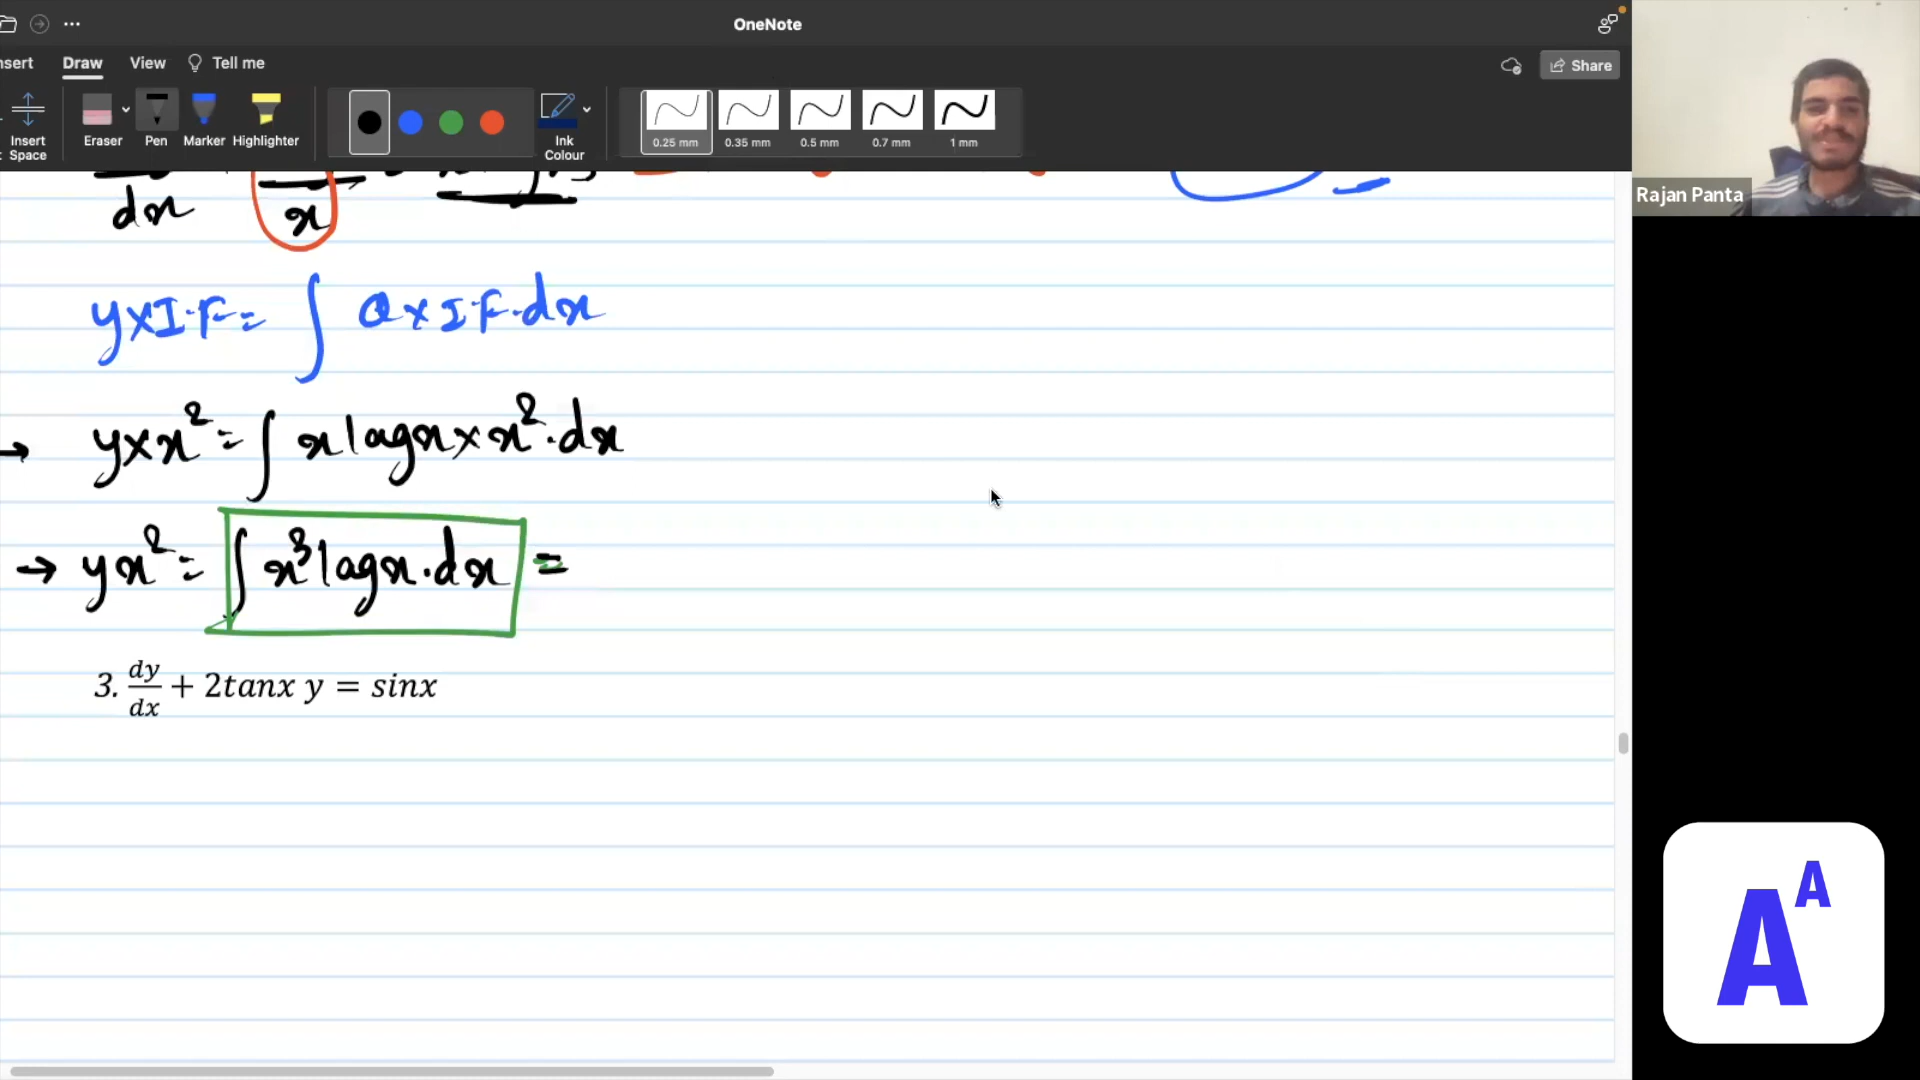 OneNote
nsert Draw View Tell me Share
Insert Space Eraser Pen Marker Highlighter Ink Colour 0.25 mm 0.35 mm 0.5 mm 0.7 mm 1 mm
Rajan Panta
dx x
y×I.F= ∫ Q×I.F.dx
→ y×x²= ∫ x logx×x².dx
→ yx²= ∫x³logx.dx =
3. dy/dx + 2tanx y = sinx
A A